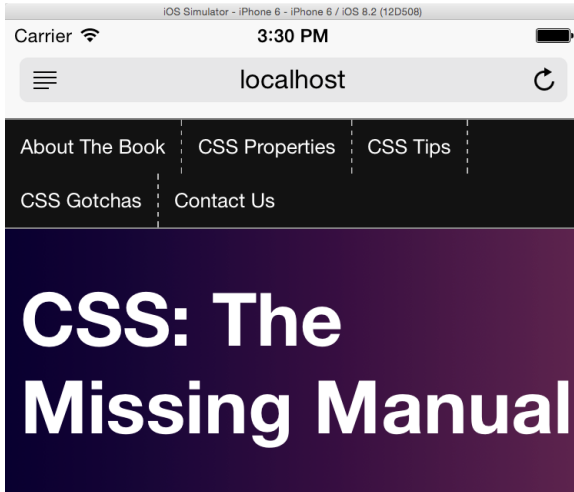 iOS Simulator - iPhone 6 - iPhone 6 / iOS 8.2 (12D508)
Carrier 3:30 PM
localhost
About The Book CSS Properties CSS Tips
CSS Gotchas Contact Us
CSS: The
Missing Manual